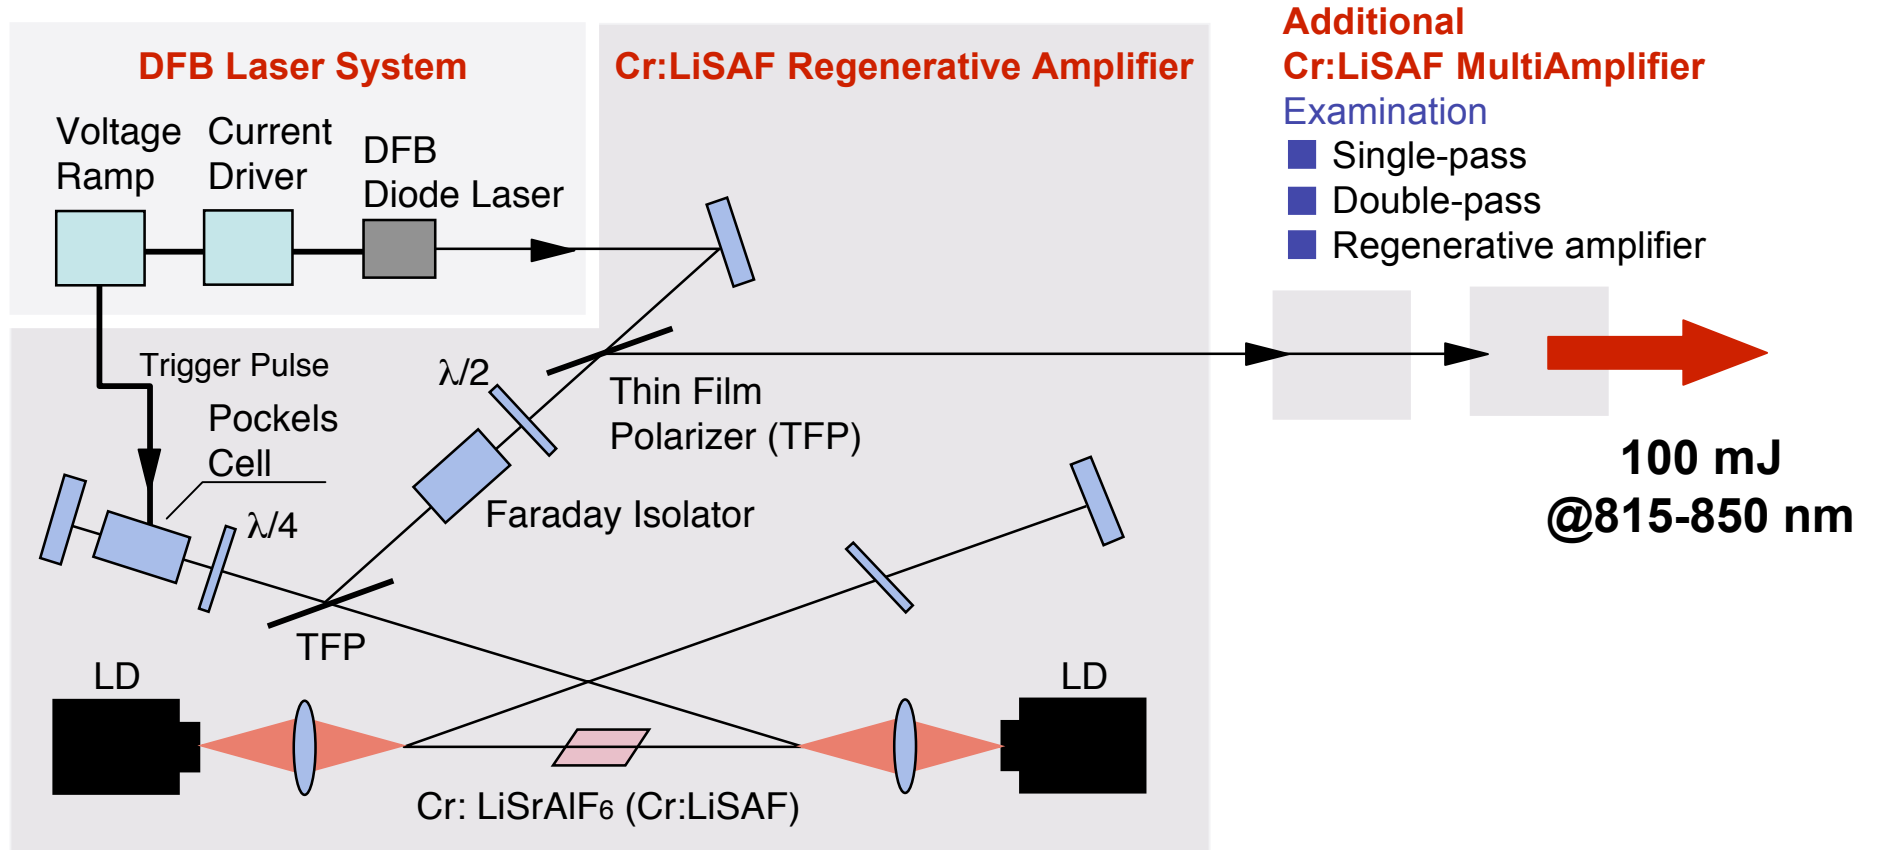 DFB Laser System
Voltage
Ramp
Current
Driver
DFB
Diode Laser
Cr:LiSAF Regenerative Amplifier
Additional
Cr:LiSAF MultiAmplifier
Examination
Single-pass
Double-pass
Regenerative amplifier
Trigger Pulse
Pockels
Cell
λ/2
Thin Film
Polarizer (TFP)
Faraday Isolator
λ/4
TFP
LD
LD
Cr: LiSrAlF6 (Cr:LiSAF)
100 mJ
@815-850 nm